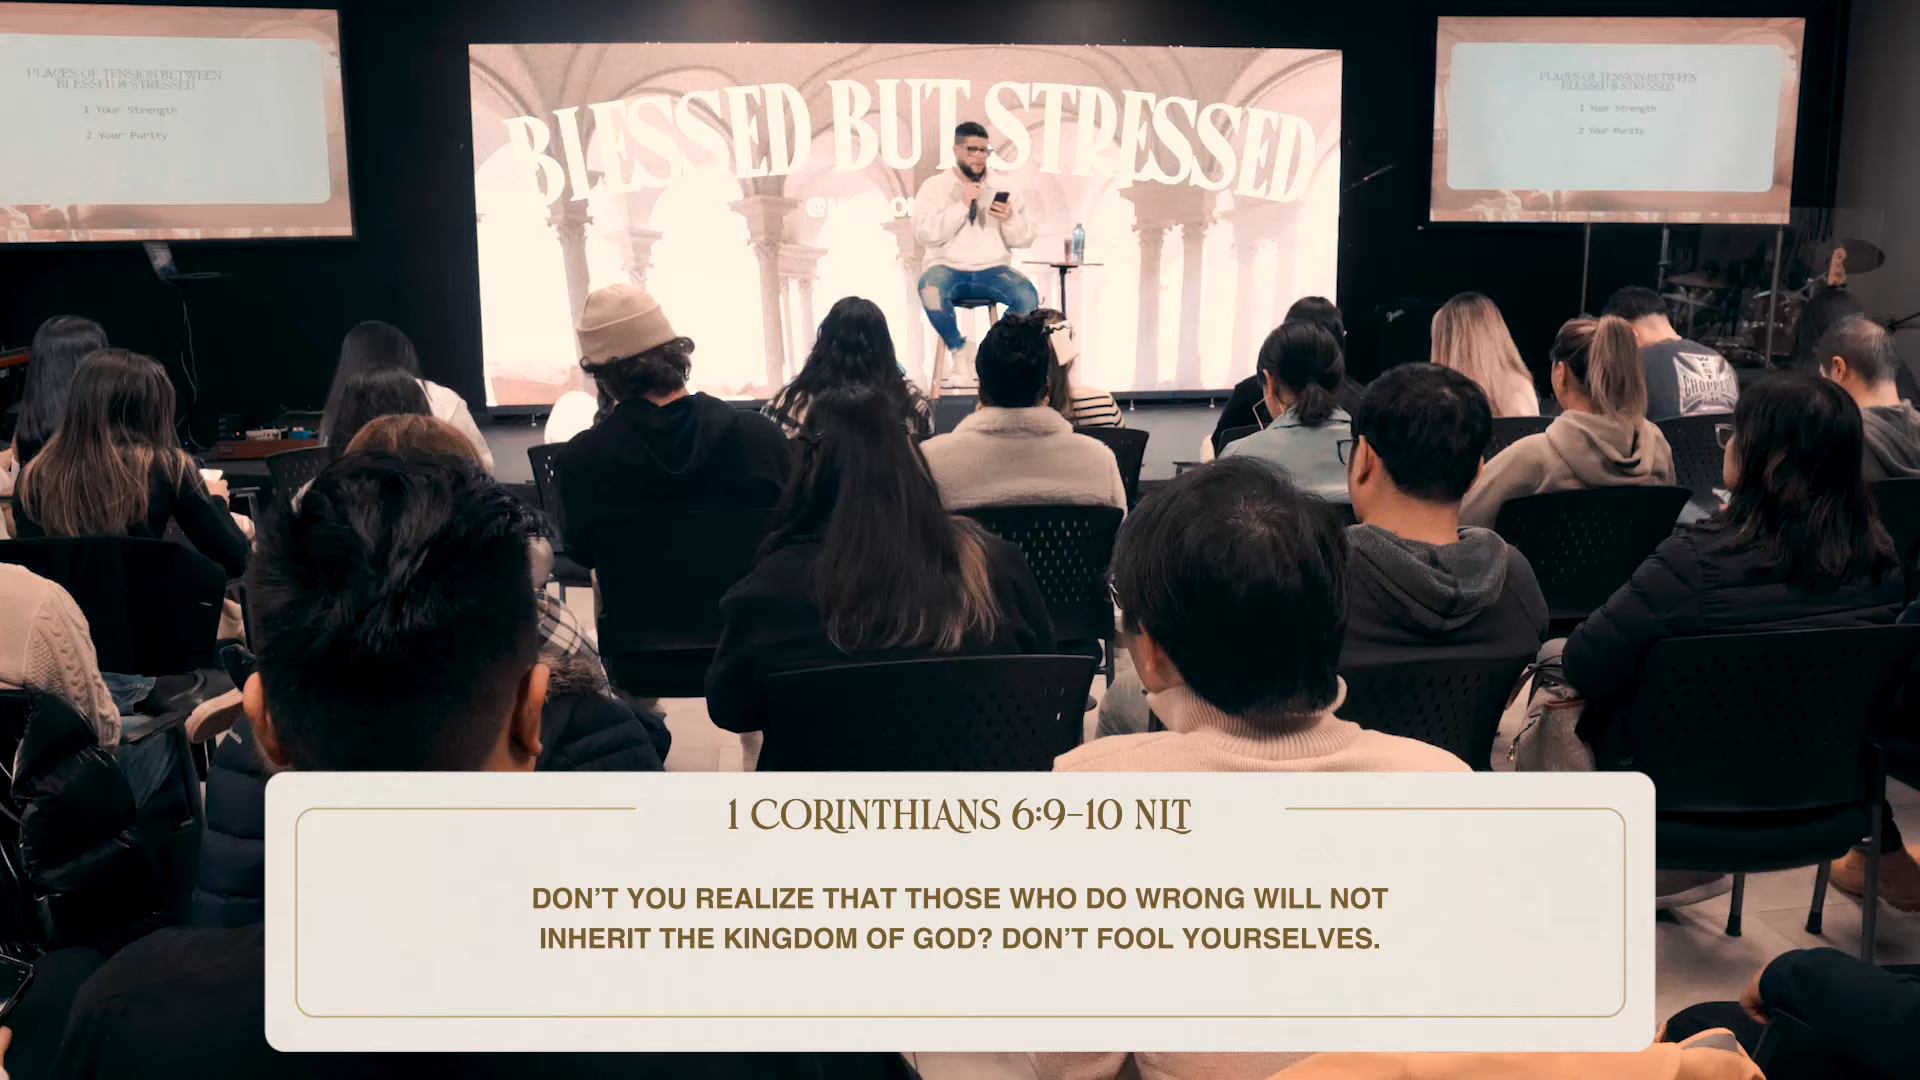 PLACES OF TENSION BETWEEN
BLESSED & STRESSED
1 Your Strength
2 Your Purity
BLESSED BUT STRESSED
PLACES OF TENSION BETWEEN
BLESSED & STRESSED
1 Your Strength
2 Your Purity
WEST
CHOPPERS
1 CORINTHIANS 6:9-10 NLT
DON'T YOU REALIZE THAT THOSE WHO DO WRONG WILL NOT
INHERIT THE KINGDOM OF GOD? DON'T FOOL YOURSELVES.